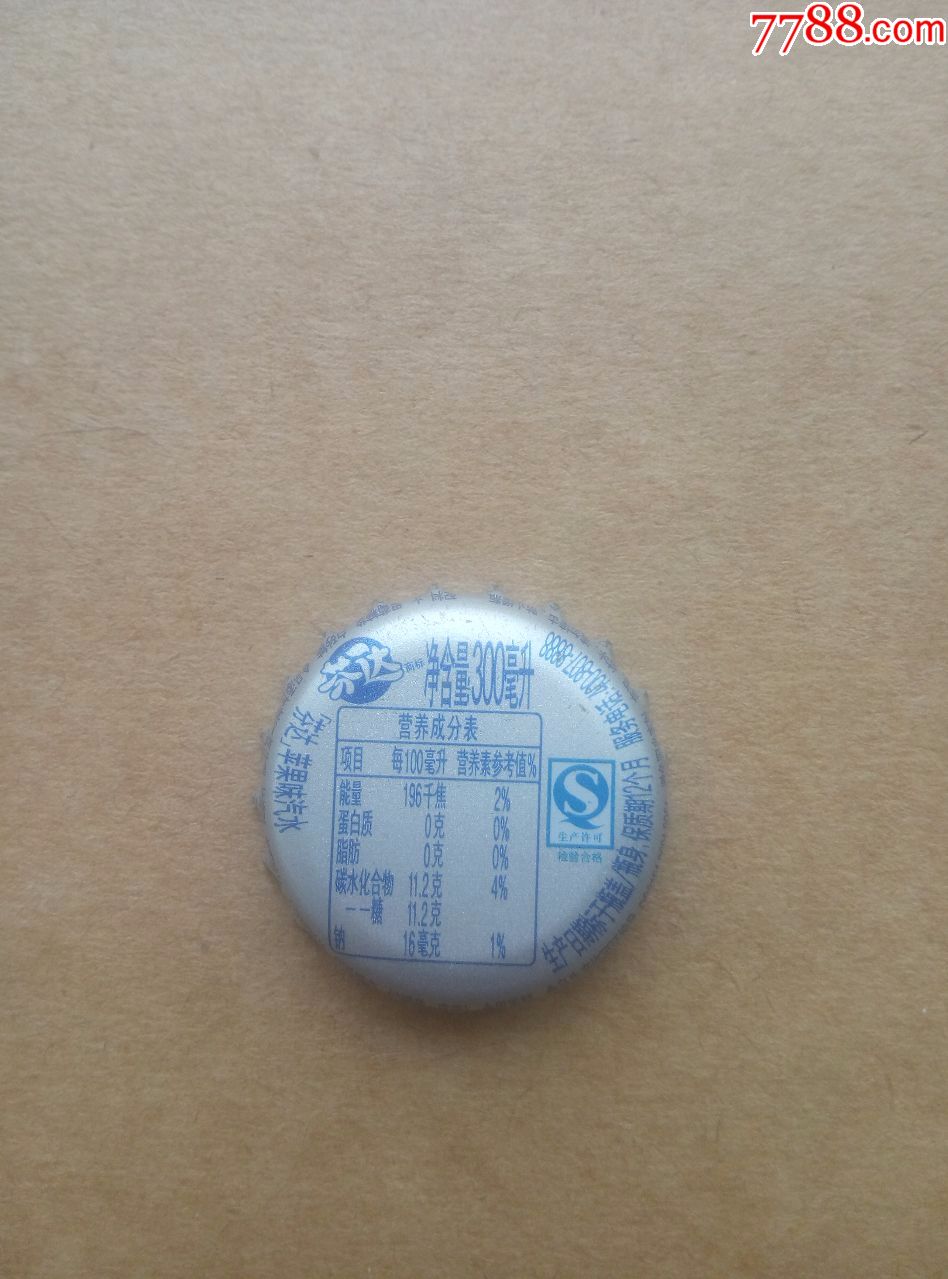 7788.com
芬达
商标
净含量:300毫升
服务电话:400-807-8888
「芬达」苹果味汽水
营养成分表
项目 每100毫升 营养素参考值%
能量 196千焦 2%
蛋白质 0克 0%
脂肪 0克 0%
碳水化合物 11.2克 4%
——糖 11.2克
钠 16毫克 1%
生产许可
检验合格
生产日期标于瓶盖/瓶身 保质期12个月